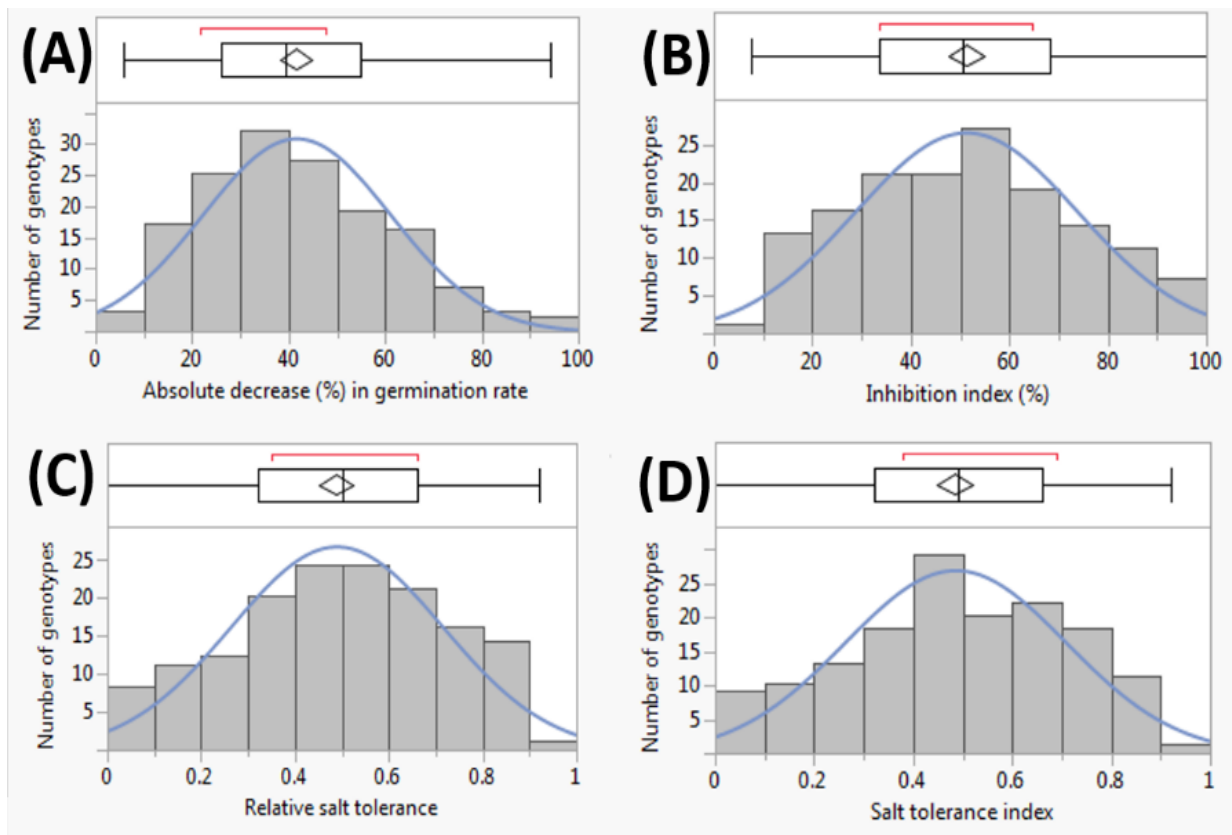 (A)
Number of genotypes
30
25
20
15
10
5
0 20 40 60 80 100
Absolute decrease (%) in germination rate
(B)
Number of genotypes
25
20
15
10
5
0 20 40 60 80 100
Inhibition index (%)
(C)
Number of genotypes
25
20
15
10
5
0 0.2 0.4 0.6 0.8 1
Relative salt tolerance
(D)
Number of genotypes
25
20
15
10
5
0 0.2 0.4 0.6 0.8 1
Salt tolerance index